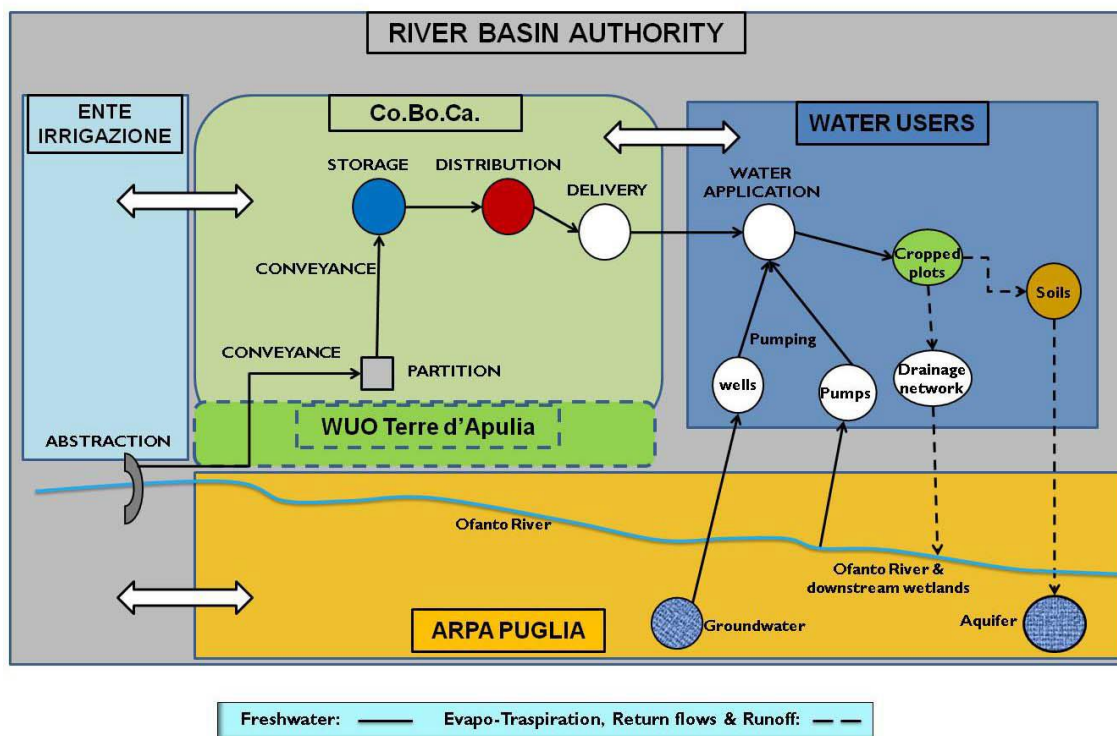 RIVER BASIN AUTHORITY
ENTE
IRRIGAZIONE
Co.Bo.Ca.
WATER USERS
STORAGE
DISTRIBUTION
DELIVERY
WATER
APPLICATION
CONVEYANCE
Cropped
plots
Soils
CONVEYANCE
PARTITION
Pumping
wells
Pumps
Drainage
network
WUO Terre d'Apulia
ABSTRACTION
Ofanto River
Ofanto River &
downstream wetlands
Groundwater
Aquifer
ARPA PUGLIA
Freshwater: Evapo-Traspiration, Return flows & Runoff: